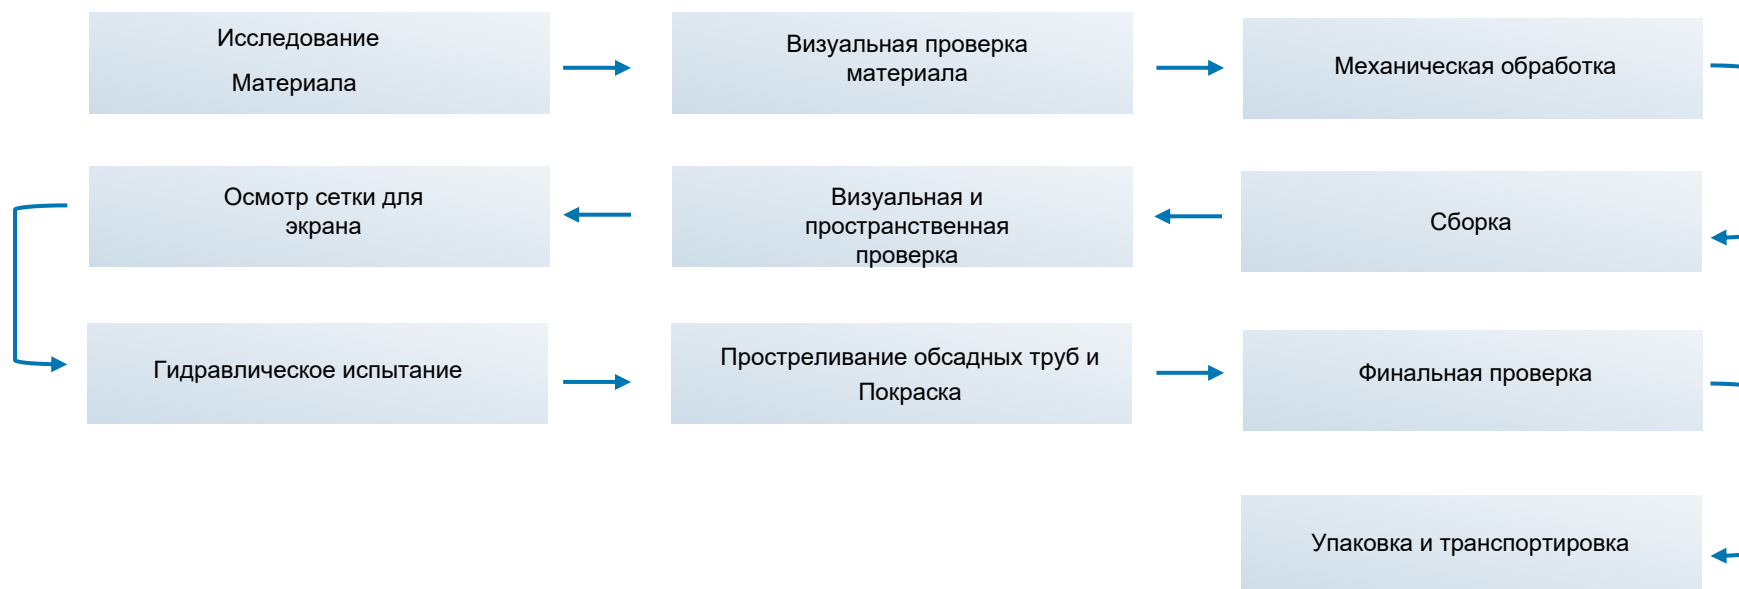 Исследование
Материала
Визуальная проверка
материала
Механическая обработка
Осмотр сетки для
экрана
Визуальная и
пространственная
проверка
Сборка
Гидравлическое испытание
Простреливание обсадных труб и
Покраска
Финальная проверка
Упаковка и транспортировка